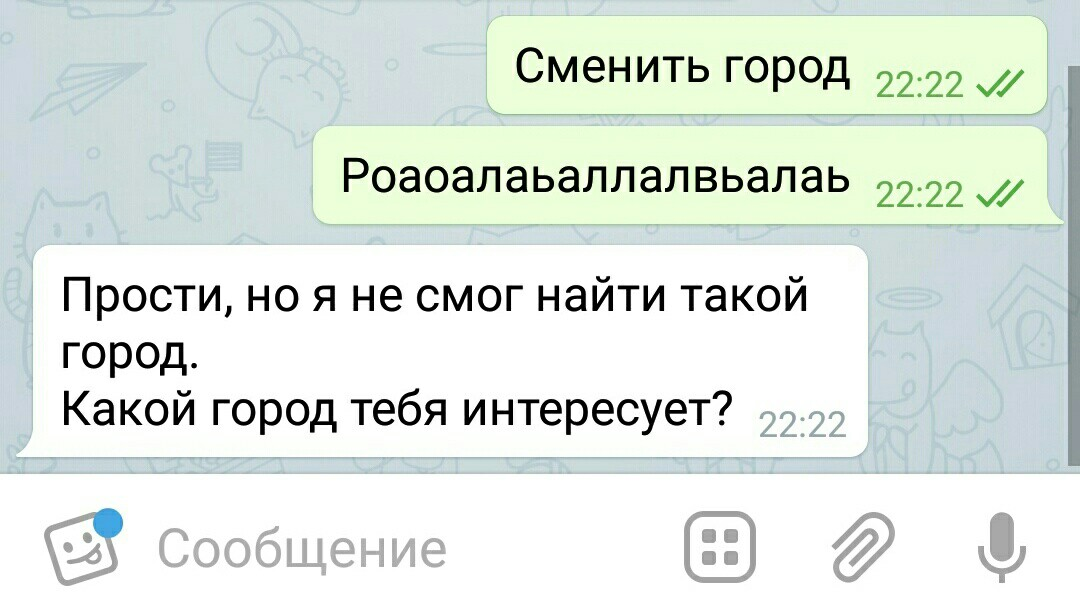 Сменить город 22:22
Роаоалаьаллалвьалаь 22:22
Прости, но я не смог найти такой
город.
Какой город тебя интересует? 22:22
Сообщение